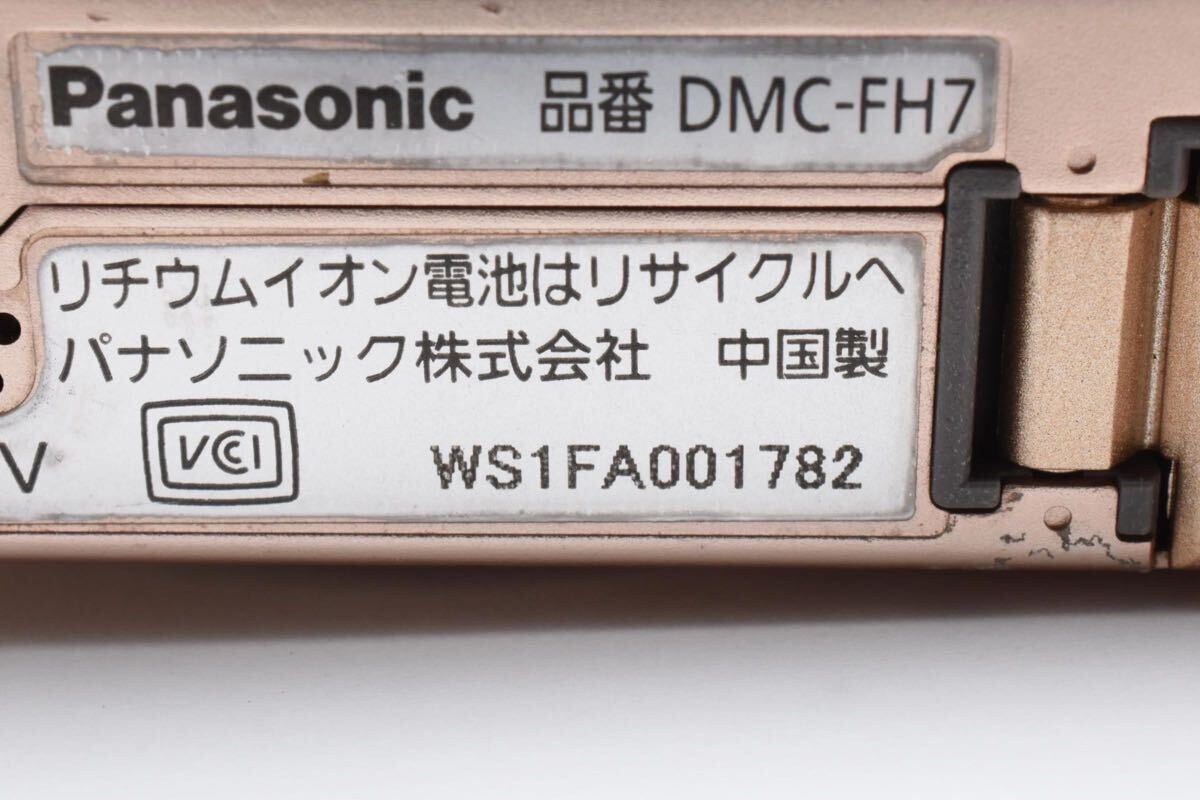 Panasonic 品番 DMC-FH7
リチウムイオン電池はリサイクルへ
パナソニック株式会社 中国製
V VCCI WS1FA001782